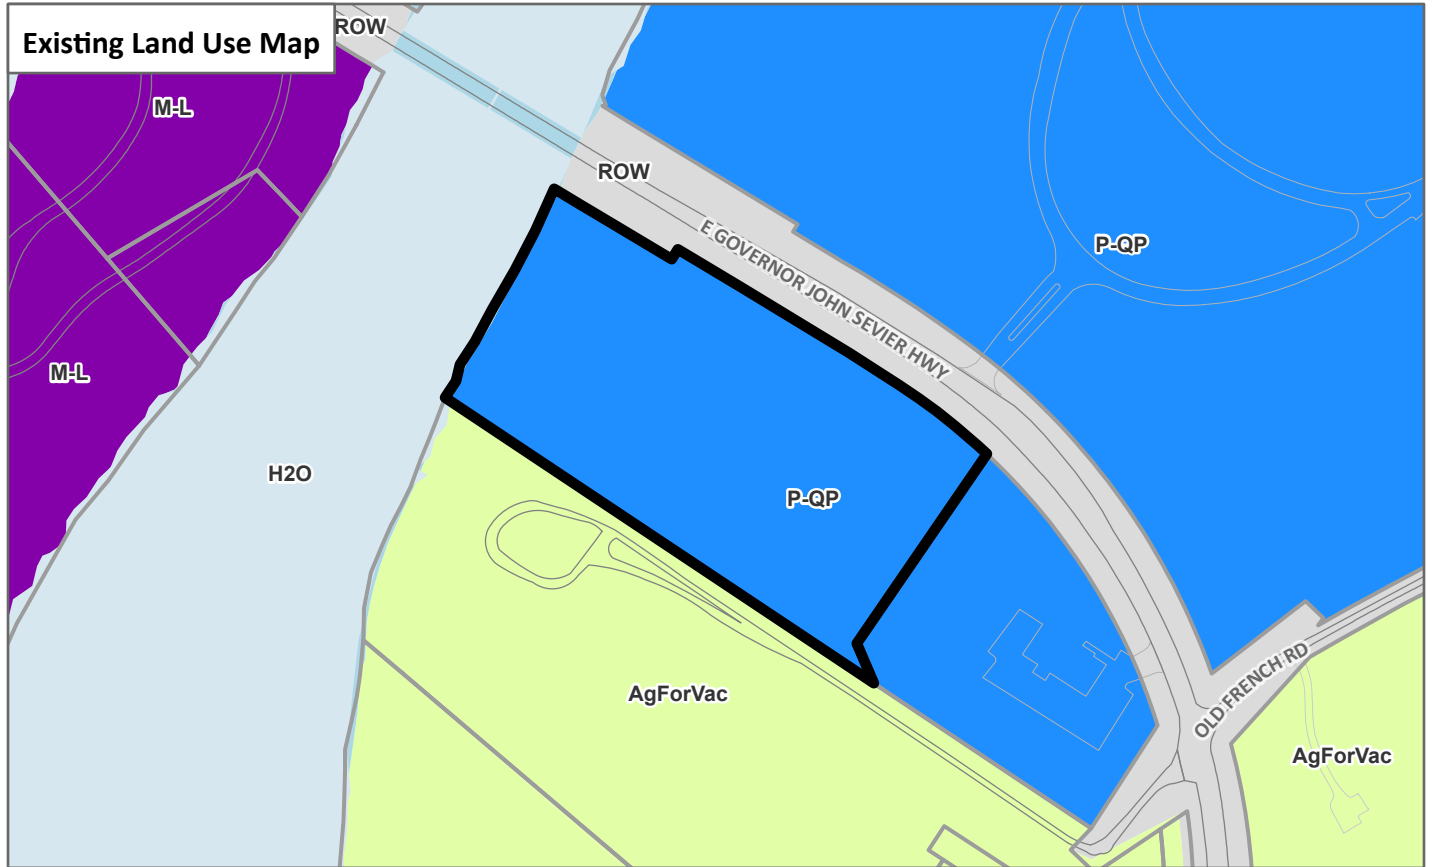 Existing Land Use Map
ROW
M-L
ROW
E GOVERNOR JOHN SEVIER HWY
P-QP
M-L
H2O
P-QP
AgForVac
OLD FRENCH RD
AgForVac